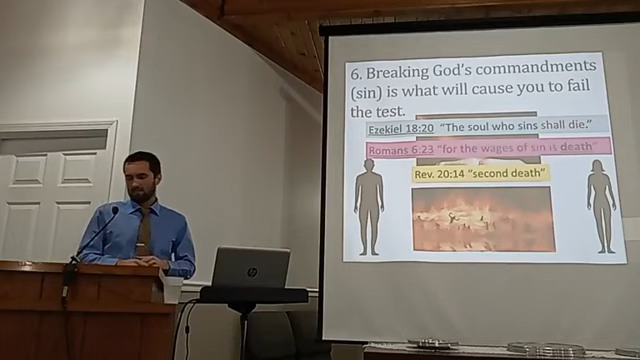 6. Breaking God's commandments
(sin) is what will cause you to fail
the test.
Ezekiel 18:20 "The soul who sins shall die."
Romans 6:23 "for the wages of sin is death"
Rev. 20:14 "second death"
hp